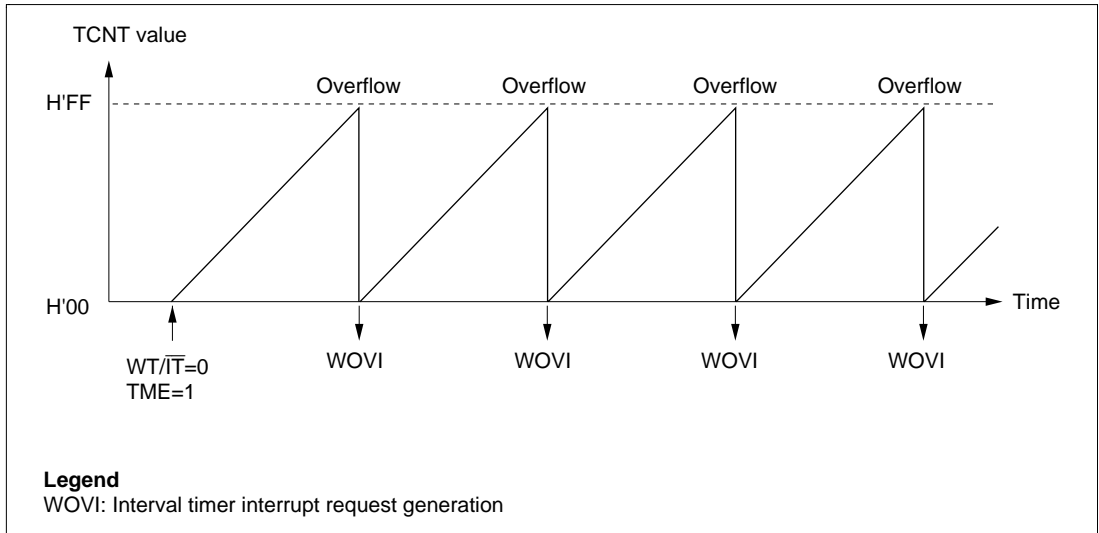 TCNT value
Overflow Overflow Overflow Overflow
H'FF
H'00
Time
WT/I̅T̅=0
TME=1
WOVI WOVI WOVI WOVI
Legend
WOVI: Interval timer interrupt request generation